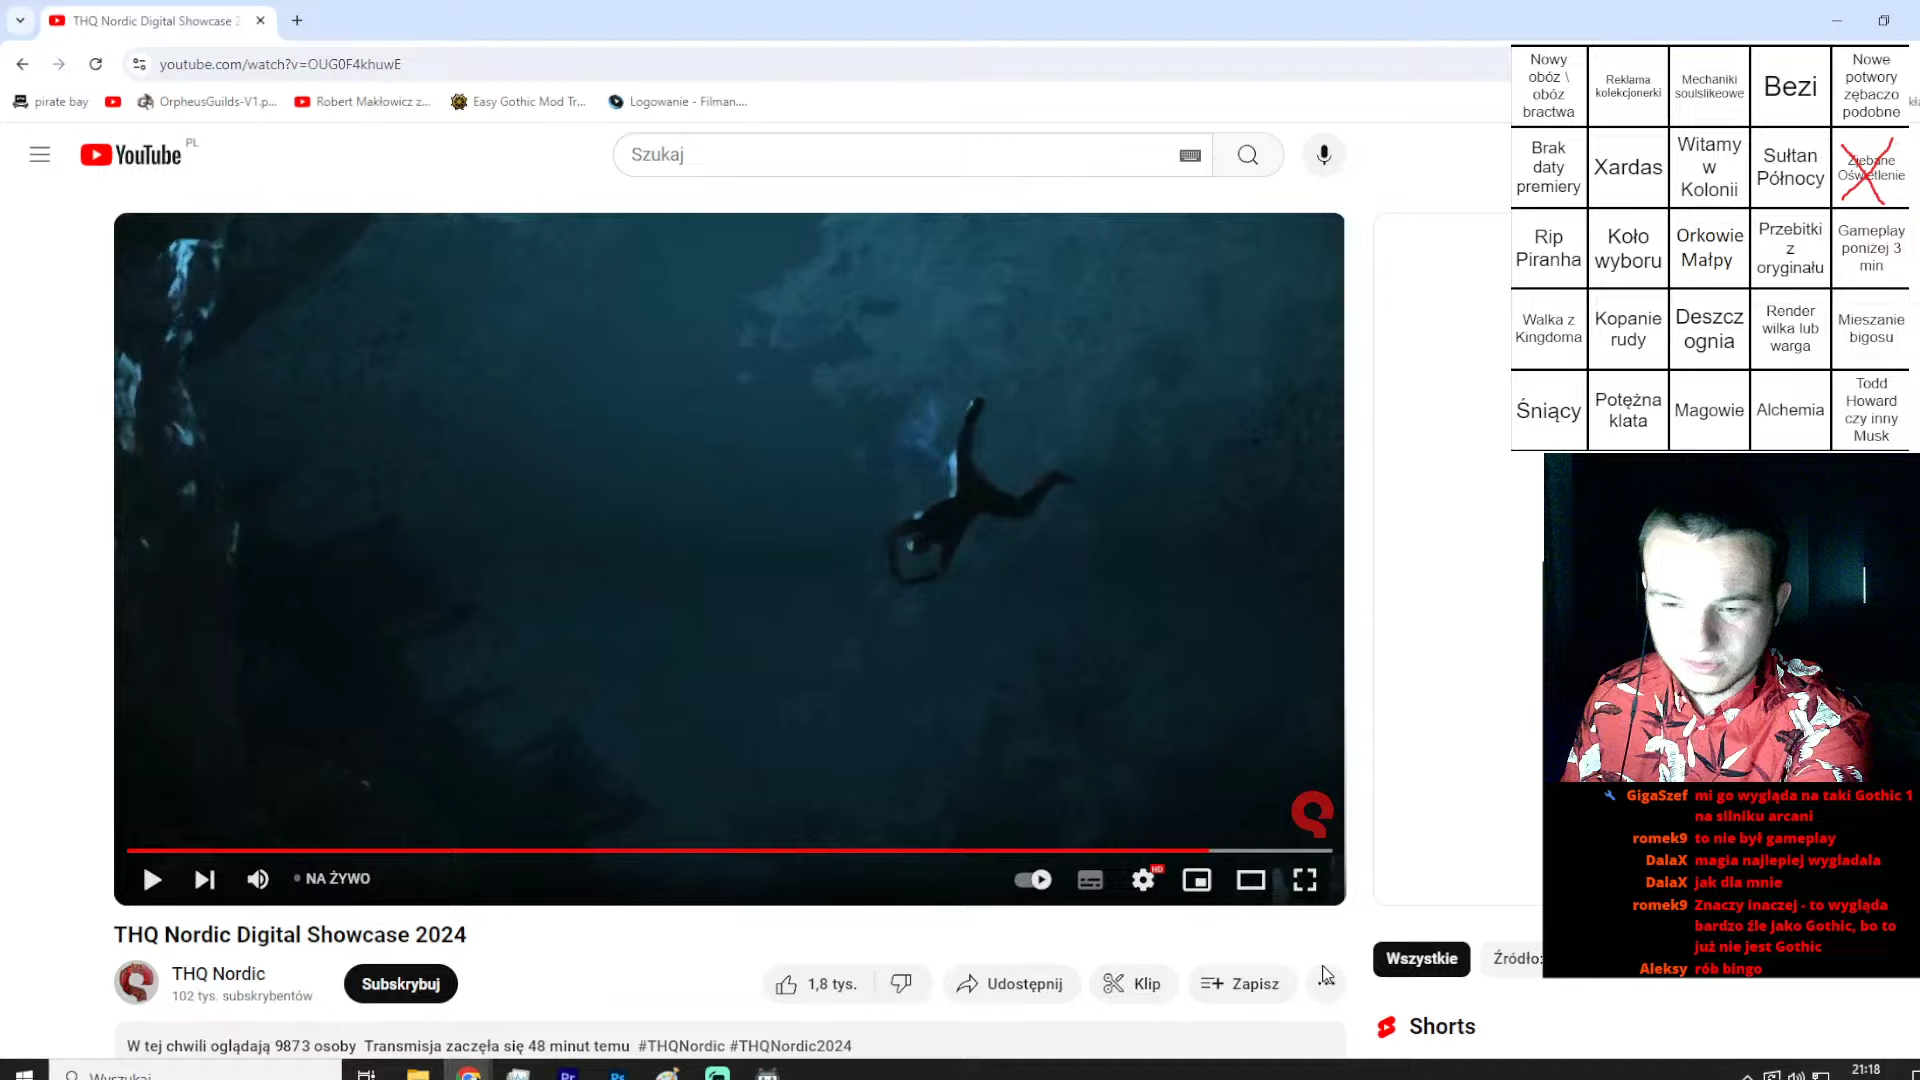 THQ Nordic Digital Showcase 2
youtube.com/watch?v=OUG0F4khuwE
pirate bay
OrpheusGuilds-V1.p...
Robert Makłowicz z...
Easy Gothic Mod Tr...
Logowanie - Filman....
YouTube PL
Szukaj
Nowy
obóz \
obóz
bractwa
Reklama
kolekcjonerki
Mechaniki
soulslikeowe
Bezi
Nowe
potwory
zębaczo
podobne
Brak
daty
premiery
Xardas
Witamy
w
Kolonii
Sułtan
Północy
Zjebane
Oświetlenie
Rip
Piranha
Koło
wyboru
Orkowie
Małpy
Przebitki
z
oryginału
Gameplay
poniżej 3
min
Walka z
Kingdoma
Kopanie
rudy
Deszcz
ognia
Render
wilka lub
warga
Mieszanie
bigosu
Śniący
Potężna
klata
Magowie
Alchemia
Todd
Howard
czy inny
Musk
HD
• NA ŻYWO
THQ Nordic Digital Showcase 2024
THQ Nordic
102 tys. subskrybentów
Subskrybuj
1,8 tys.
Udostępnij
Klip
Zapisz
W tej chwili oglądają 9873 osoby Transmisja zaczęła się 48 minut temu #THQNordic #THQNordic2024
Wszystkie
Źródło:
Shorts
GigaSzef mi go wygląda na taki Gothic 1
na silniku arcani
romek9 to nie był gameplay
DalaX magia najlepiej wygladala
DalaX jak dla mnie
romek9 Znaczy inaczej - to wygląda
bardzo źle jako Gothic, bo to
już nie jest Gothic
Aleksy rób bingo
Wyszukaj
Pr
Ps
21:18